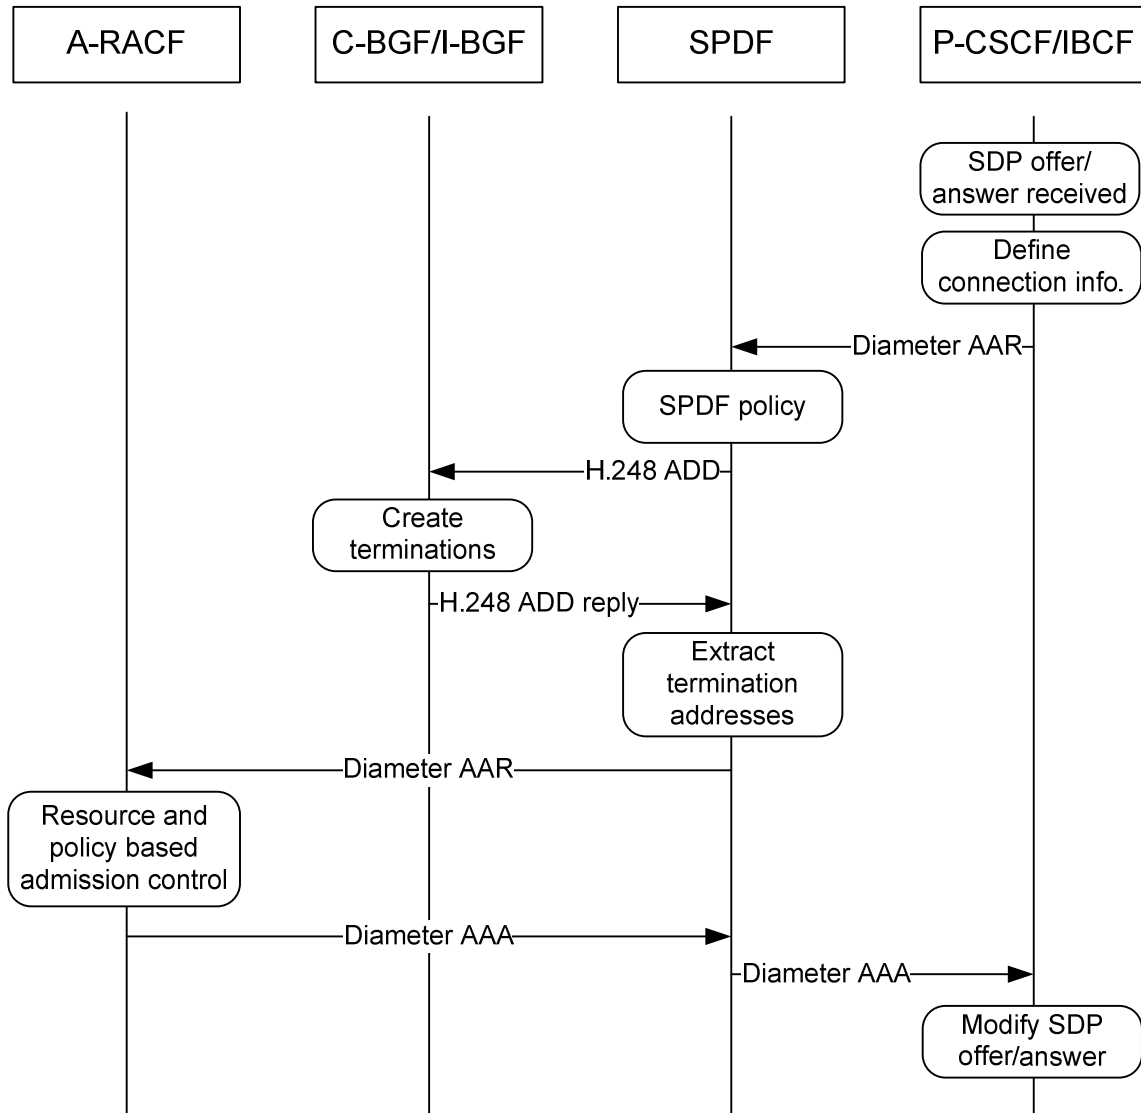 A-RACF
C-BGF/I-BGF
SPDF
P-CSCF/IBCF
SDP offer/
answer received
Define
connection info.
Diameter AAR
SPDF policy
H.248 ADD
Create
terminations
H.248 ADD reply
Extract
termination
addresses
Diameter AAR
Resource and
policy based
admission control
Diameter AAA
Diameter AAA
Modify SDP
offer/answer